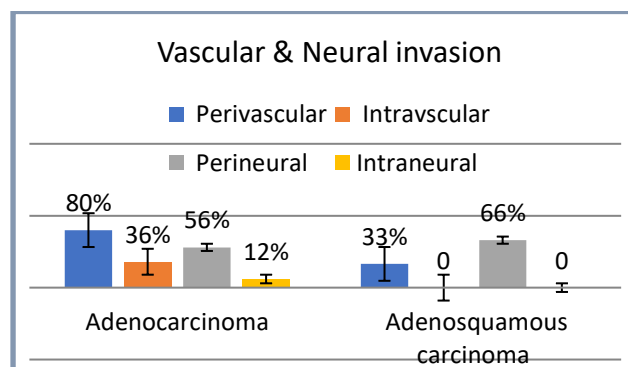 Vascular & Neural invasion
Perivascular Intravscular
Perineural Intraneural
80% 36% 56% 12% 33% 0 66% 0
Adenocarcinoma Adenosquamous
carcinoma